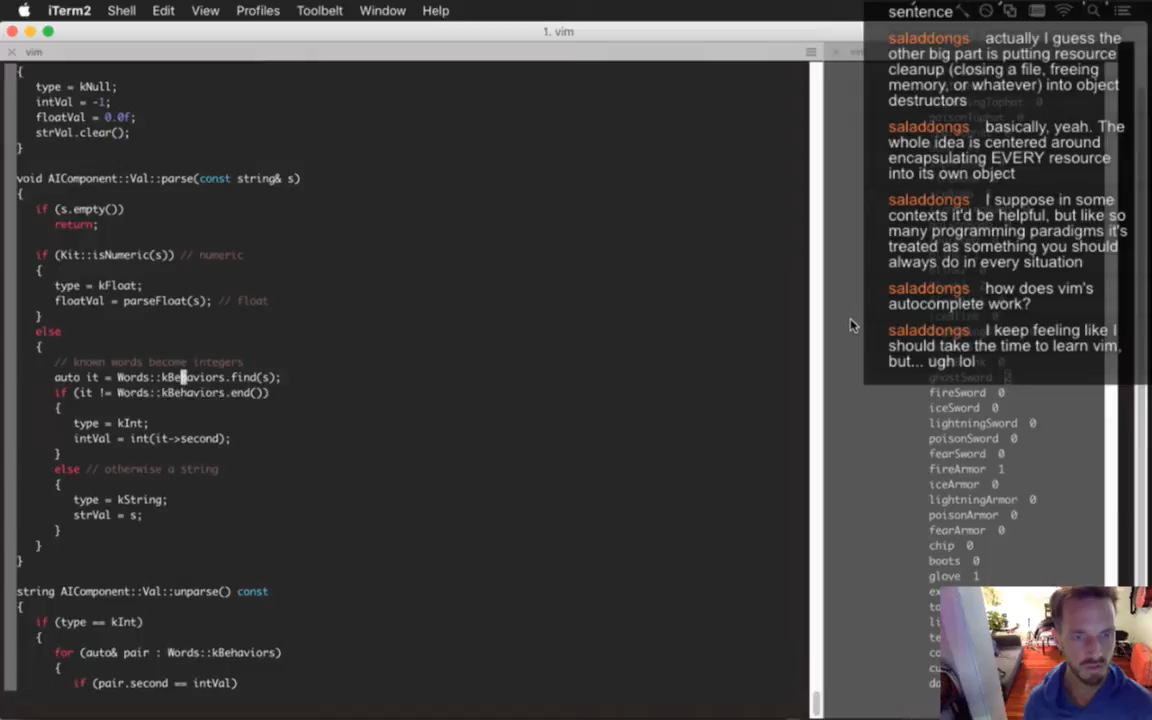 iTerm2 Shell Edit View Profiles Toolbelt Window Help
1. vim
vim
{
type = kNull;
intVal = -1;
floatVal = 0.0f;
strVal.clear();
}
void AIComponent::Val::parse(const string& s)
{
if (s.empty())
return;
if (Kit::isNumeric(s)) // numeric
{
type = kFloat;
floatVal = parseFloat(s); // float
}
else
{
// known words become integers
auto it = Words::kBehaviors.find(s);
if (it != Words::kBehaviors.end())
{
type = kInt;
intVal = int(it->second);
}
else // otherwise a string
{
type = kString;
strVal = s;
}
}
}
string AIComponent::Val::unparse() const
{
if (type == kInt)
{
for (auto& pair : Words::kBehaviors)
{
if (pair.second == intVal)
sentence
saladdongs actually I guess the
other big part is putting resource
cleanup (closing a file, freeing
memory, or whatever) into object
destructors
saladdongs basically, yeah. The
whole idea is centered around
encapsulating EVERY resource
into its own object
saladdongs I suppose in some
contexts it'd be helpful, but like so
many programming paradigms it's
treated as something you should
always do in every situation
saladdongs how does vim's
autocomplete work?
saladdongs I keep feeling like I
should take the time to learn vim,
but... ugh lol
ghostSword
fireSword 0
iceSword 0
lightningSword 0
poisonSword 0
fearSword 0
fireArmor 1
iceArmor 0
lightningArmor 0
poisonArmor 0
fearArmor 0
chip 0
boots 0
glove 1